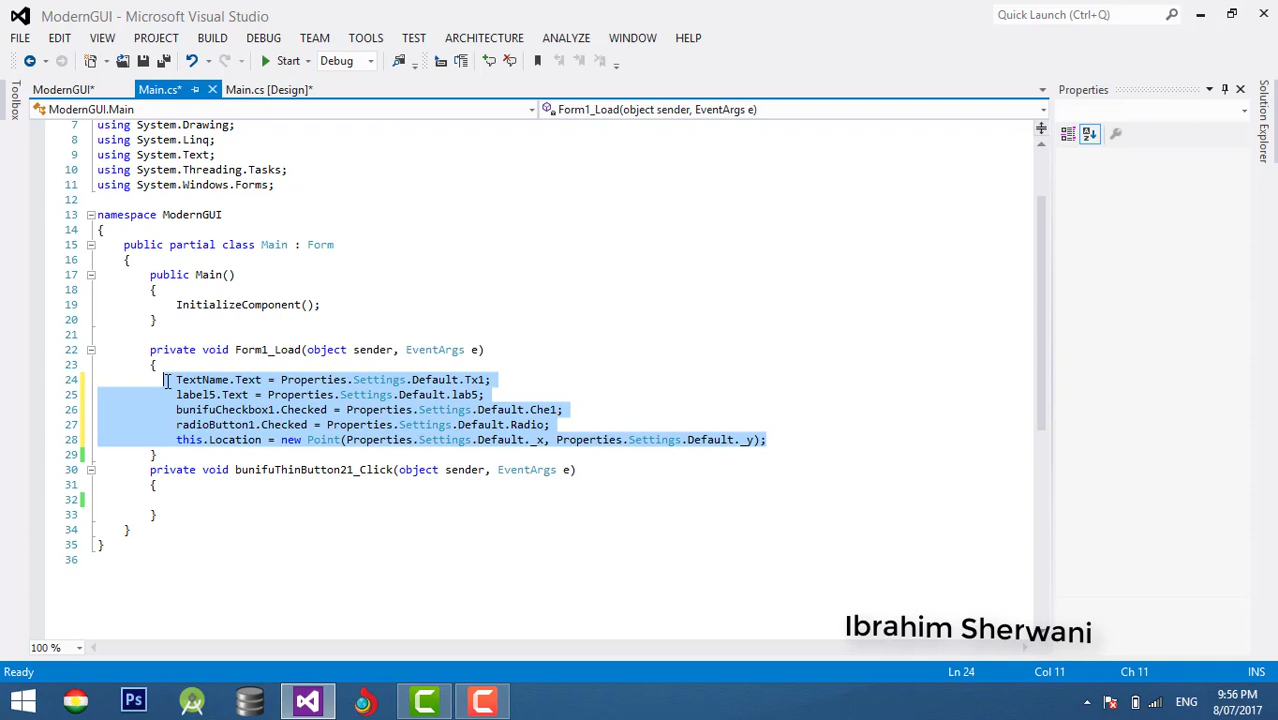 ModernGUI - Microsoft Visual Studio
Quick Launch (Ctrl+Q)
FILE EDIT VIEW PROJECT BUILD DEBUG TEAM TOOLS TEST ARCHITECTURE ANALYZE WINDOW HELP
Start Debug
Toolbox
ModernGUI* Main.cs* Main.cs [Design]*
Properties
Solution Explorer
ModernGUI.Main Form1_Load(object sender, EventArgs e)
7 using System.Drawing;
8 using System.Linq;
9 using System.Text;
10 using System.Threading.Tasks;
11 using System.Windows.Forms;
12
13 namespace ModernGUI
14 {
15 public partial class Main : Form
16 {
17 public Main()
18 {
19 InitializeComponent();
20 }
21
22 private void Form1_Load(object sender, EventArgs e)
23 {
24 TextName.Text = Properties.Settings.Default.Tx1;
25 label5.Text = Properties.Settings.Default.lab5;
26 bunifuCheckbox1.Checked = Properties.Settings.Default.Che1;
27 radioButton1.Checked = Properties.Settings.Default.Radio;
28 this.Location = new Point(Properties.Settings.Default._x, Properties.Settings.Default._y);
29 }
30 private void bunifuThinButton21_Click(object sender, EventArgs e)
31 {
32
33 }
34 }
35 }
36
Ibrahim Sherwani
100 %
Ready Ln 24 Col 11 Ch 11 INS
Ps
ENG
9:56 PM
8/07/2017